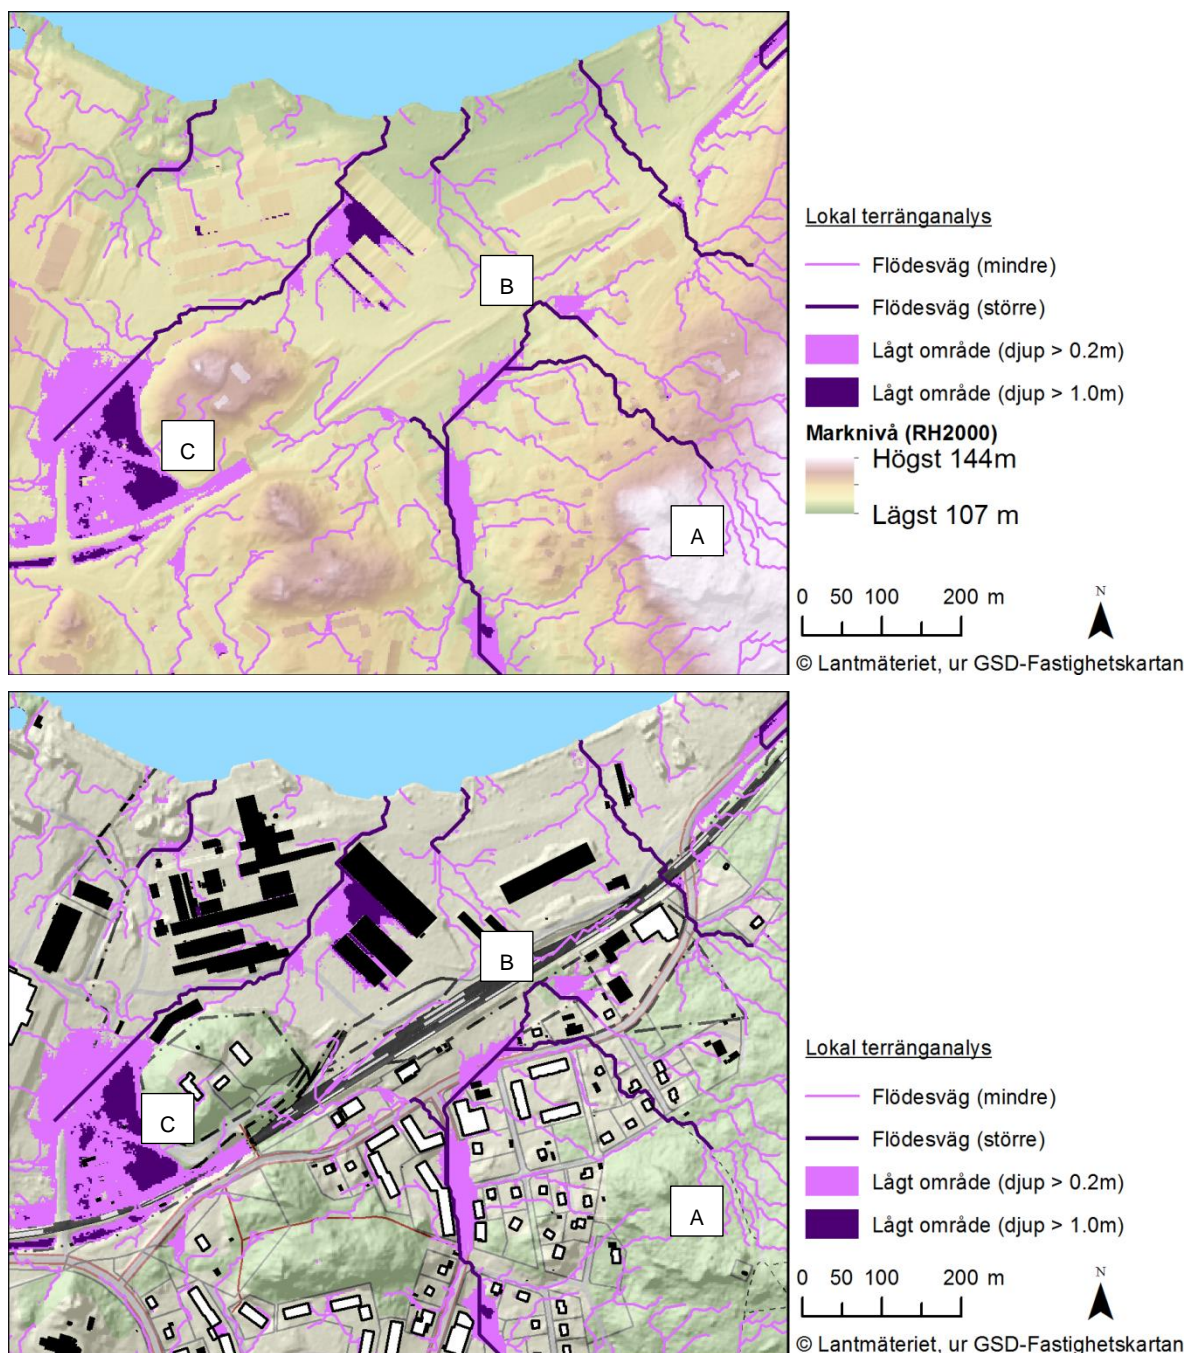 B
C
A
Lokal terränganalys
Flödesväg (mindre)
Flödesväg (större)
Lågt område (djup > 0.2m)
Lågt område (djup > 1.0m)
Marknivå (RH2000)
Högst 144m
Lägst 107 m
0 50 100 200 m
N
© Lantmäteriet, ur GSD-Fastighetskartan
B
C
A
Lokal terränganalys
Flödesväg (mindre)
Flödesväg (större)
Lågt område (djup > 0.2m)
Lågt område (djup > 1.0m)
0 50 100 200 m
N
© Lantmäteriet, ur GSD-Fastighetskartan